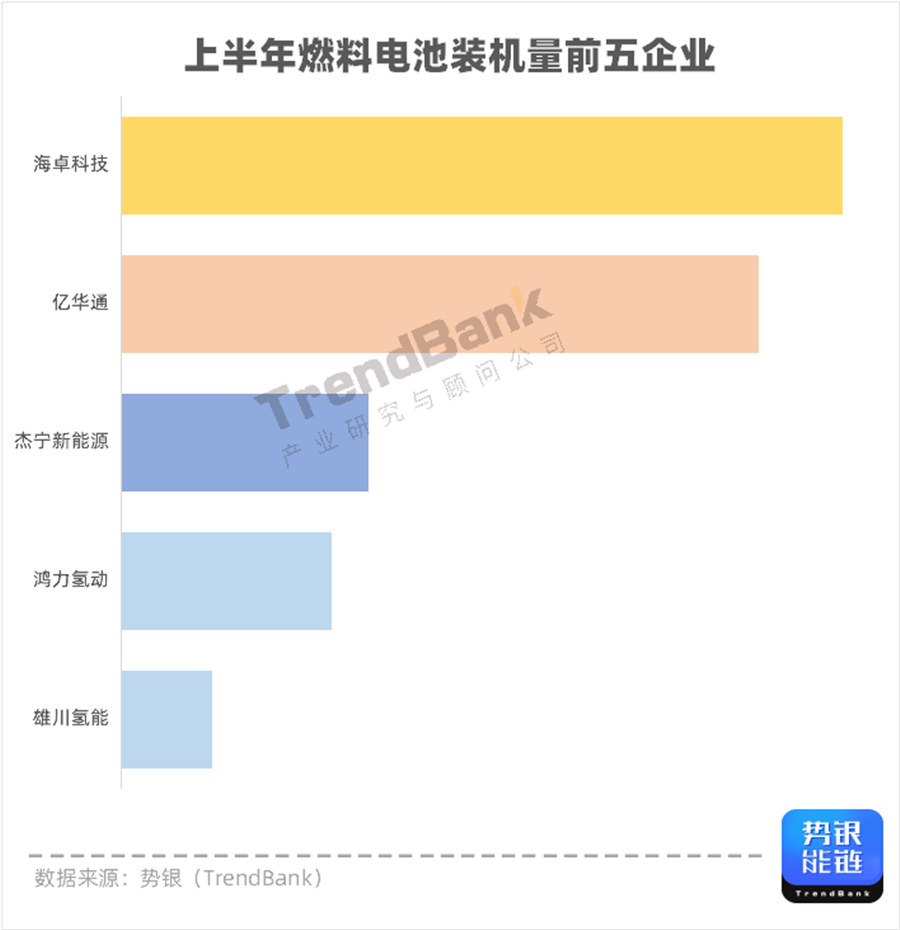 上半年燃料电池装机量前五企业
海卓科技
亿华通
杰宁新能源
鸿力氢动
雄川氢能
TrendBank
产业研究与顾问公司
数据来源：势银（TrendBank）
势银
能链
TrendBank